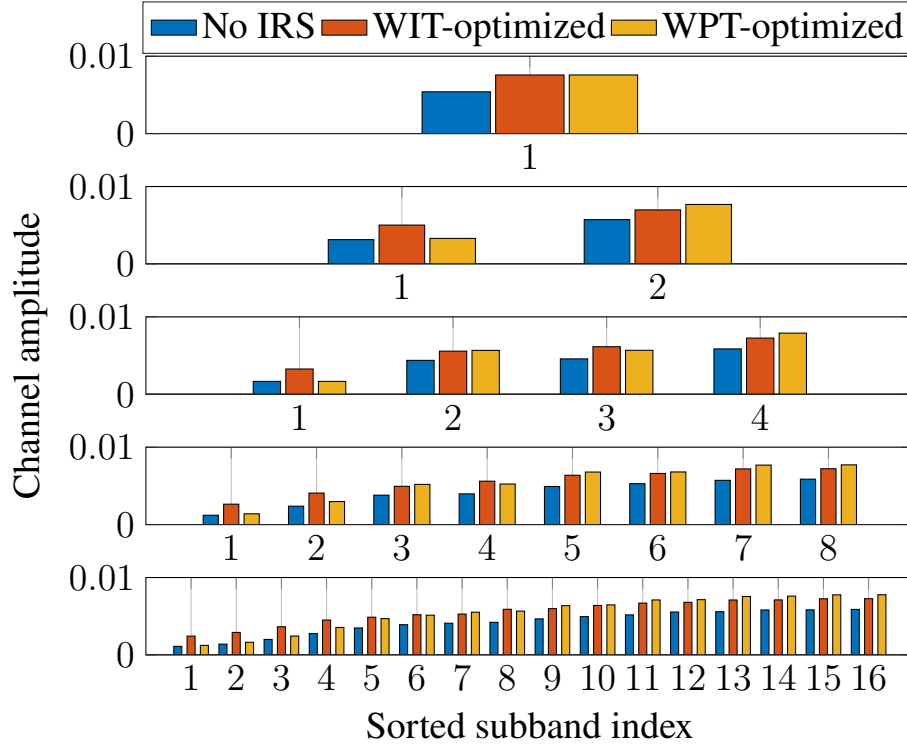 No IRS WIT-optimized WPT-optimized
0.01
0
1
0.01
0
1 2
0.01
0
1 2 3 4
0.01
0
1 2 3 4 5 6 7 8
0.01
0
1 2 3 4 5 6 7 8 9 10 11 12 13 14 15 16
Channel amplitude
Sorted subband index